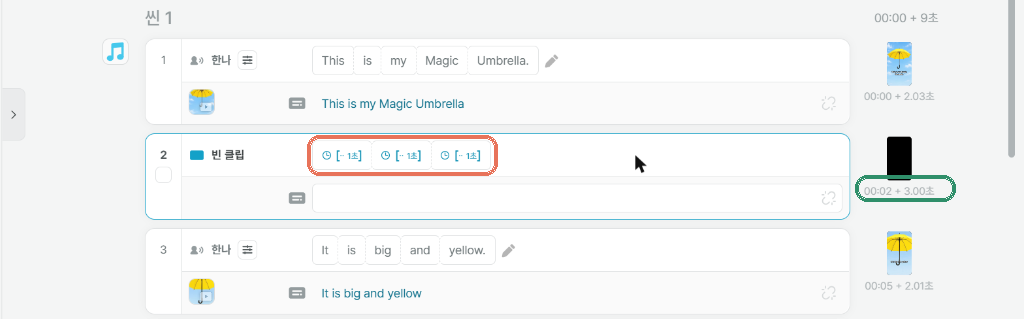 씬 1
00:00 + 9초
1 한나 This is my Magic Umbrella.
This is my Magic Umbrella
00:00 + 2.03초
2 빈 클립 [·· 1초] [·· 1초] [·· 1초]
00:02 + 3.00초
3 한나 It is big and yellow.
It is big and yellow
00:05 + 2.01초